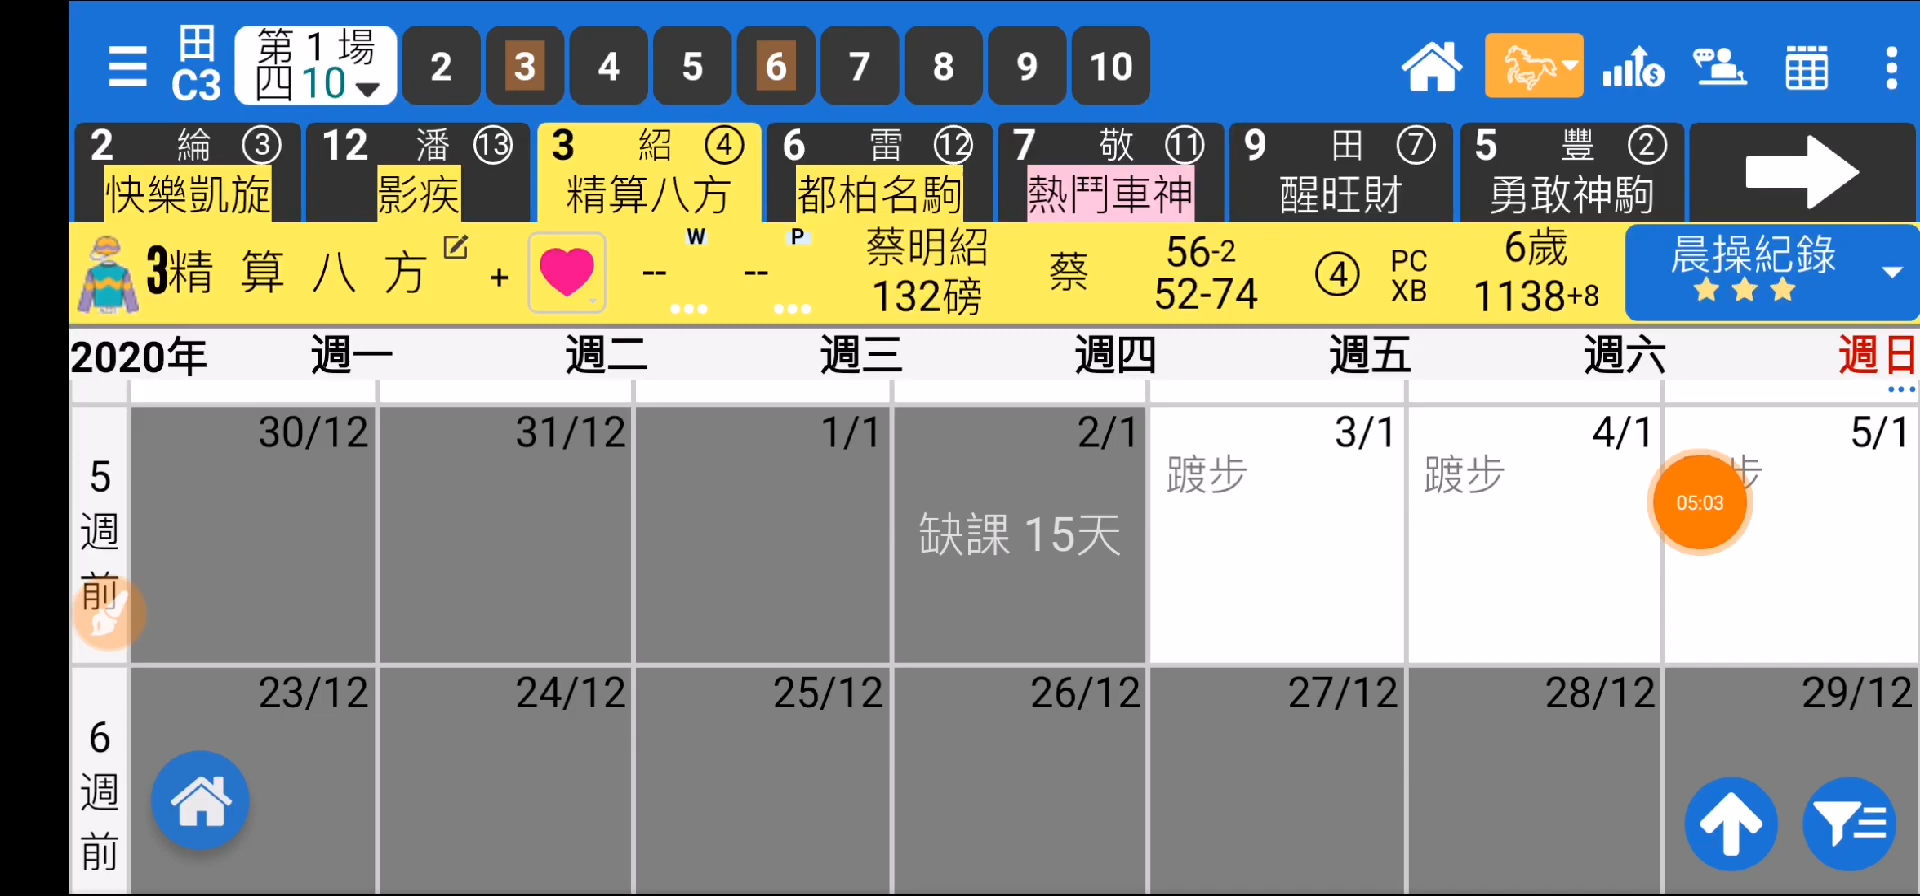 田 第1場 2 3 4 5 6 7 8 9 10
C3 四10
2 綸 ③ 12 潘 ⑬ 3 紹 ④ 6 雷 ⑫ 7 敬 ⑪ 9 田 ⑦ 5 豐 ②
快樂凱旋 影疾 精算八方 都柏名駒 熱鬥車神 醒旺財 勇敢神駒
3精算八方 + -- W -- P 蔡明紹 132磅 蔡 56-2 52-74 ④ PC XB 6歲 1138+8 晨操紀錄
2020年 週一 週二 週三 週四 週五 週六 週日
5週前 30/12 31/12 1/1 2/1 3/1 4/1 5/1
缺課 15天 踱步 踱步 步
05:03
6週前 23/12 24/12 25/12 26/12 27/12 28/12 29/12